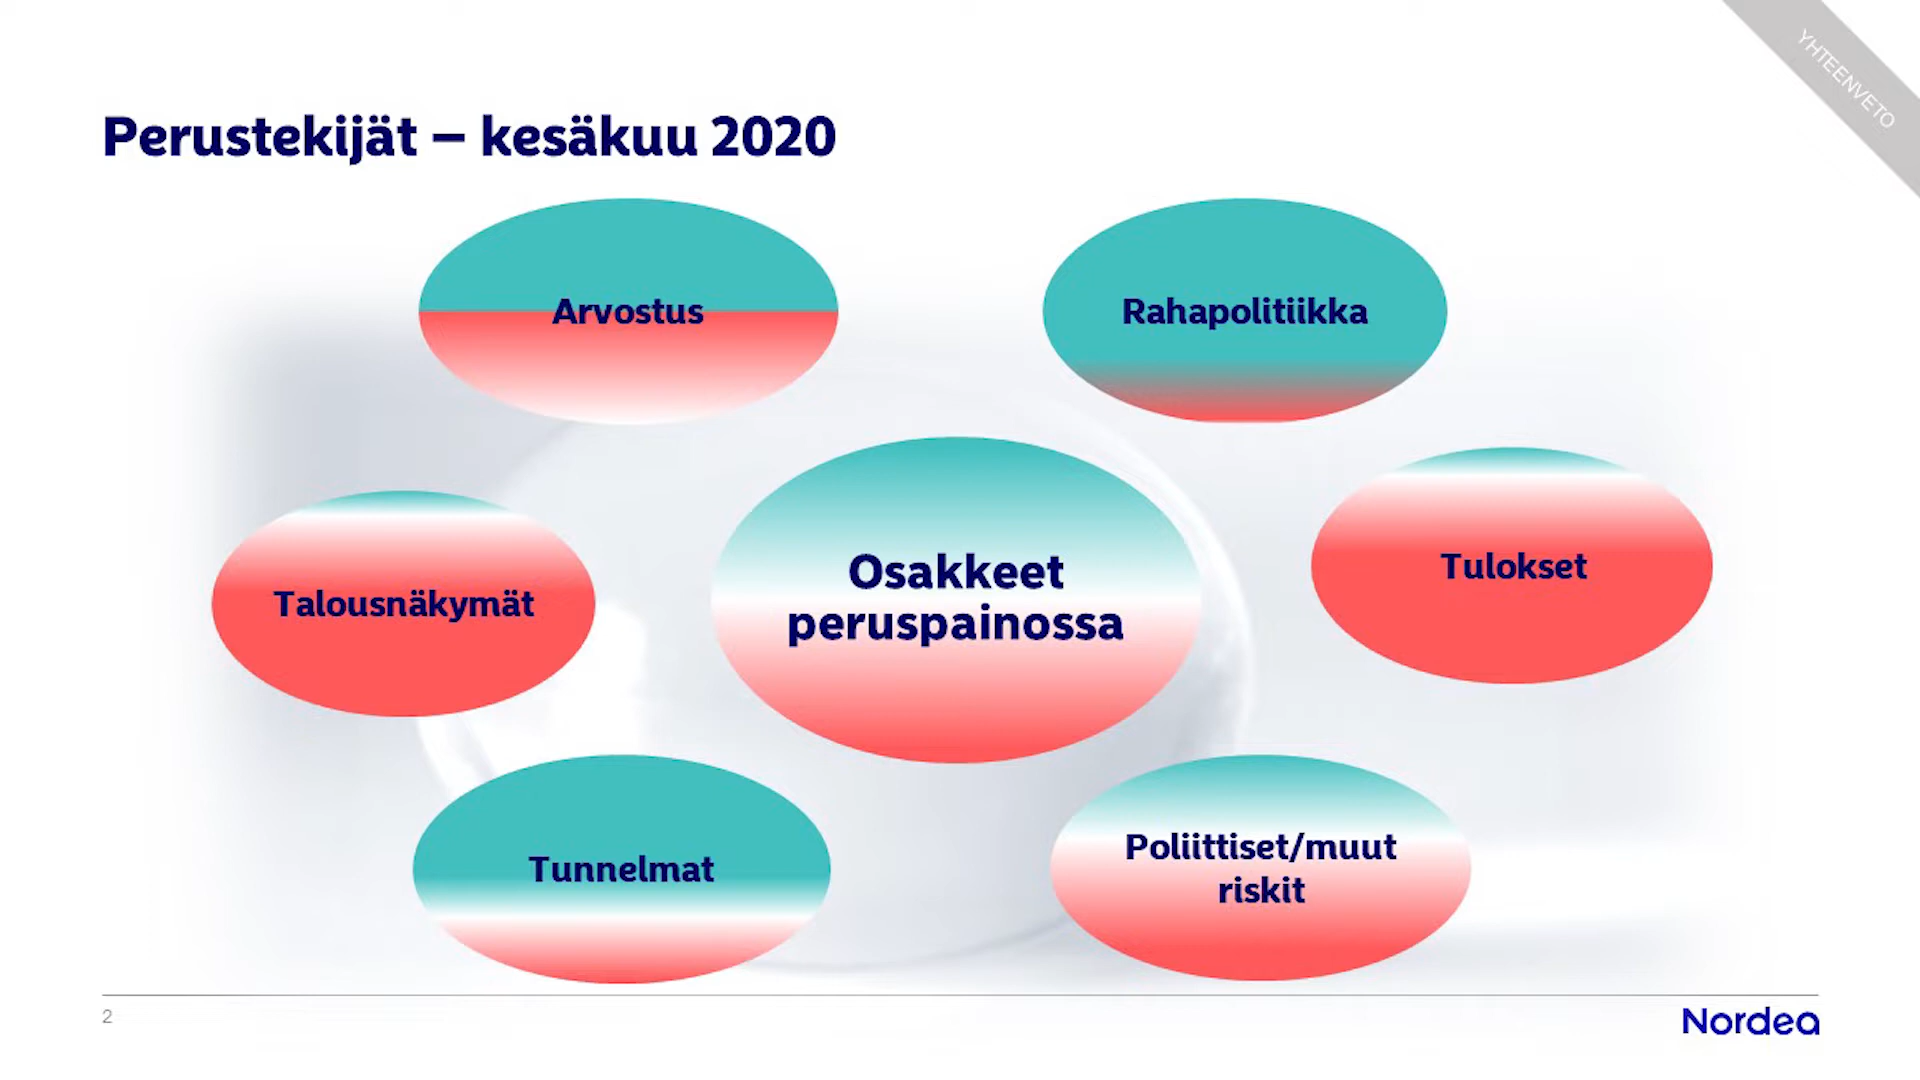 YHTEENVETO
Perustekijät – kesäkuu 2020
Arvostus
Rahapolitiikka
Osakkeet
peruspainossa
Tulokset
Talousnäkymät
Tunnelmat
Poliittiset/muut
riskit
2
Nordea